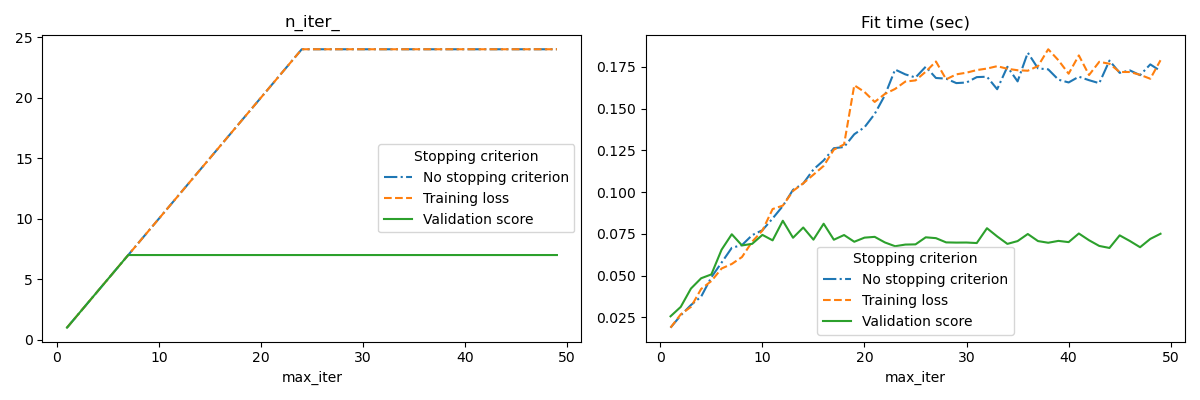 n_iter_
25
20
15
10
5
0
0 10 20 30 40 50
max_iter
Stopping criterion
No stopping criterion
Training loss
Validation score
Fit time (sec)
0.175
0.150
0.125
0.100
0.075
0.050
0.025
0 10 20 30 40 50
max_iter
Stopping criterion
No stopping criterion
Training loss
Validation score